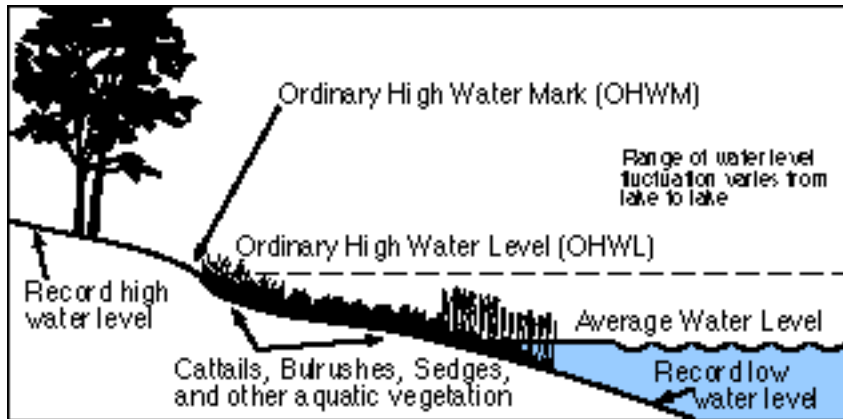 Ordinary High Water Mark (OHWM)
Range of water level
fluctuation varies from
lake to lake
Ordinary High Water Level (OHWL)
Record high
water level
Average Water Level
Cattails, Bulrushes, Sedges,
and other aquatic vegetation
Record low
water level